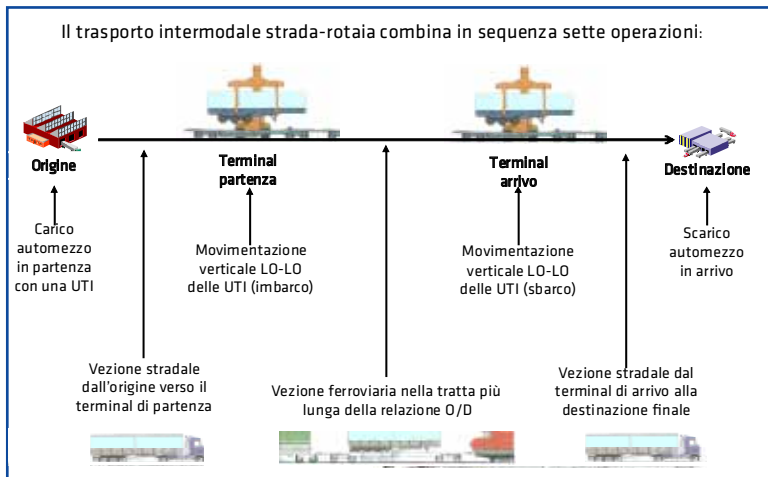 Il trasporto intermodale strada-rotaia combina in sequenza sette operazioni:
Origine
Terminal
partenza
Terminal
arrivo
Destinazione
Carico
automezzo
in partenza
con una UTI
Movimentazione
verticale LO-LO
delle UTI (imbarco)
Movimentazione
verticale LO-LO
delle UTI (sbarco)
Scarico
automezzo
in arrivo
Vezione stradale
dall'origine verso il
terminal di partenza
Vezione ferroviaria nella tratta più
lunga della relazione O/D
Vezione stradale dal
terminal di arrivo alla
destinazione finale